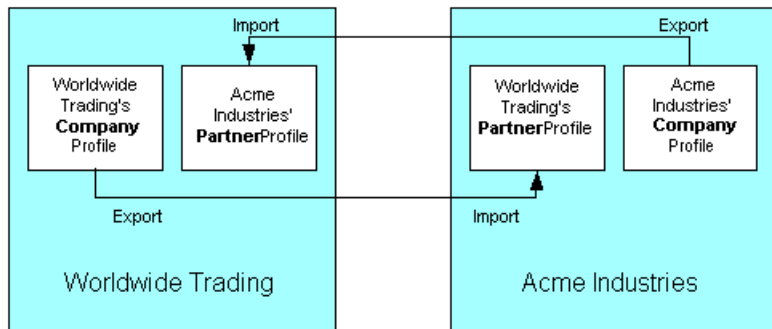 Import
Export
Worldwide
Trading's
Company
Profile
Acme
Industries'
PartnerProfile
Worldwide
Trading's
PartnerProfile
Acme
Industries'
Company
Profile
Export
Import
Worldwide Trading
Acme Industries